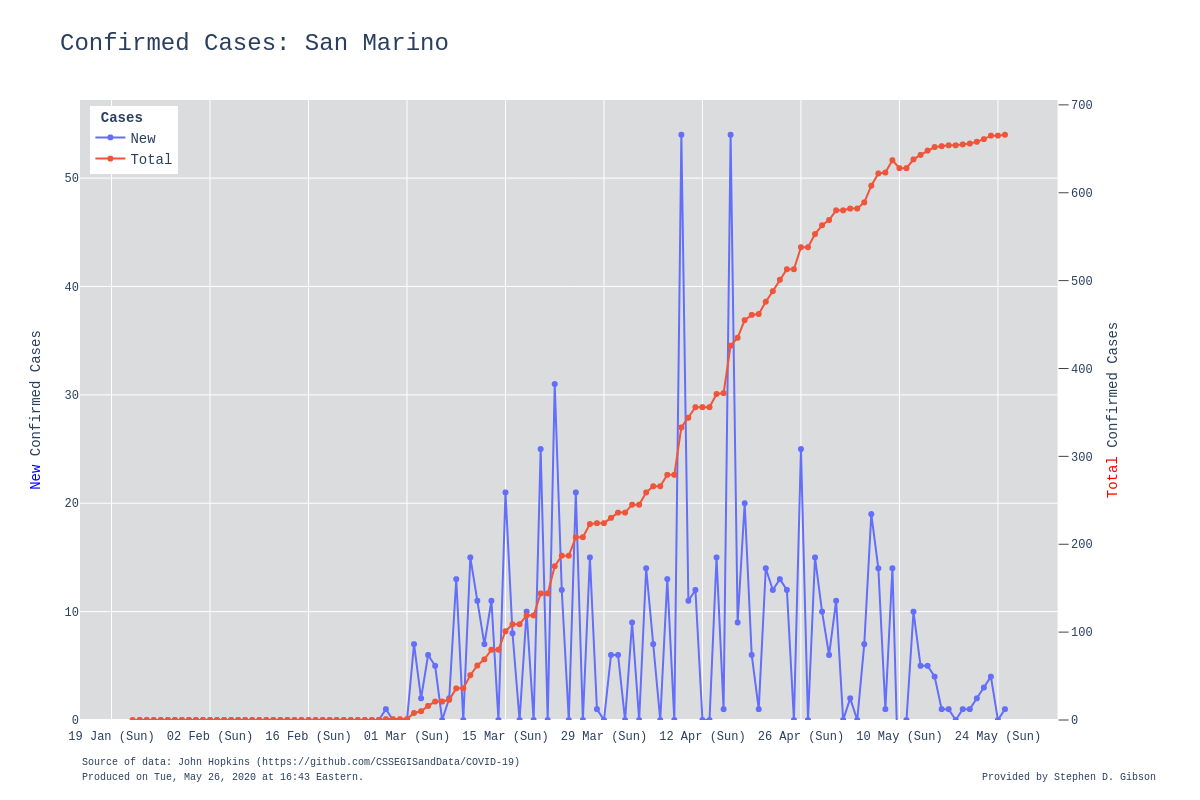 Confirmed Cases: San Marino
Cases
New
Total
50
40
30
20
10
0
700
600
500
400
300
200
100
0
New Confirmed Cases
Total Confirmed Cases
19 Jan (Sun) 02 Feb (Sun) 16 Feb (Sun) 01 Mar (Sun) 15 Mar (Sun) 29 Mar (Sun) 12 Apr (Sun) 26 Apr (Sun) 10 May (Sun) 24 May (Sun)
Source of data: John Hopkins (https://github.com/CSSEGISandData/COVID-19)
Produced on Tue, May 26, 2020 at 16:43 Eastern.
Provided by Stephen D. Gibson